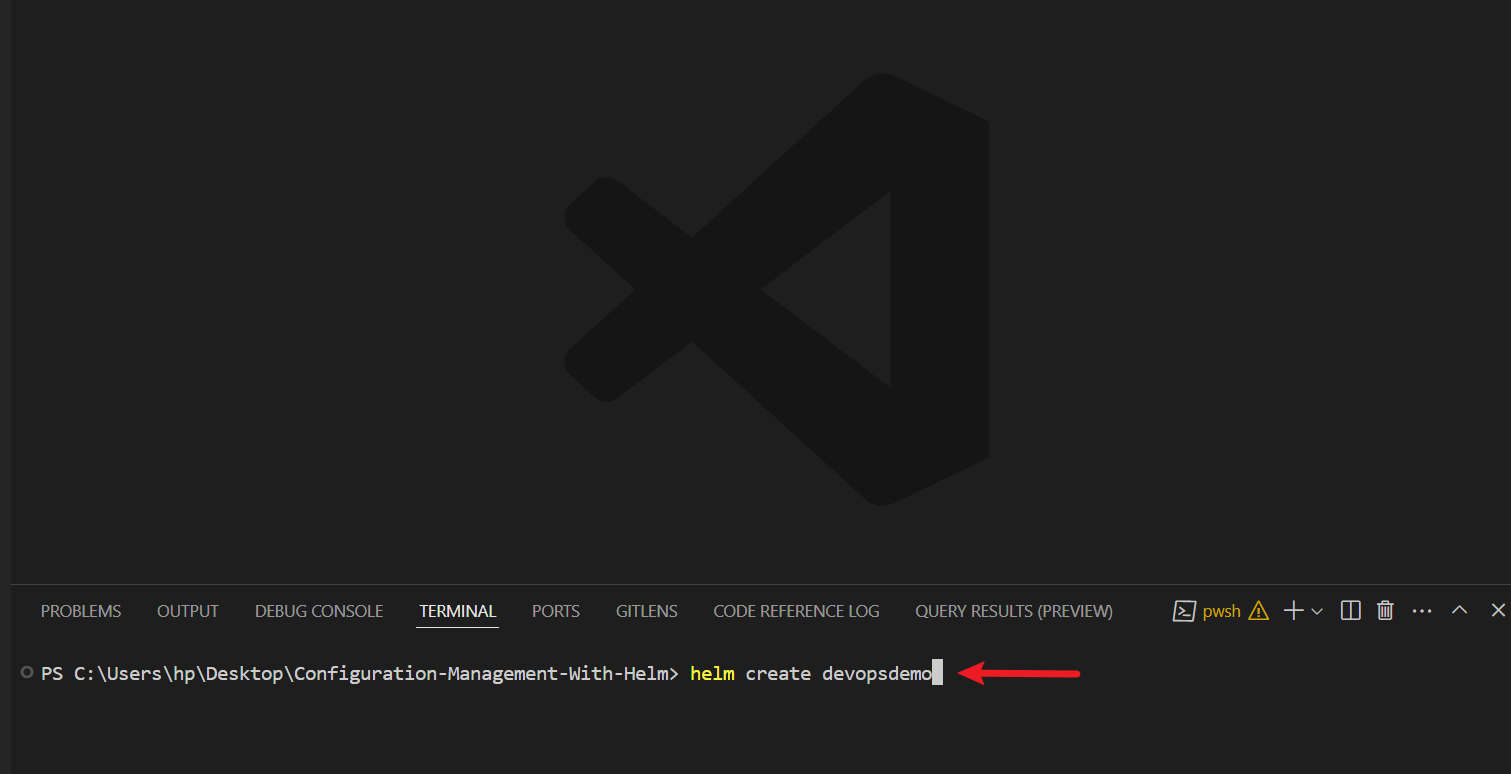 PROBLEMS OUTPUT DEBUG CONSOLE TERMINAL PORTS GITLENS CODE REFERENCE LOG QUERY RESULTS (PREVIEW) pwsh
PS C:\Users\hp\Desktop\Configuration-Management-With-Helm> helm create devopsdemo